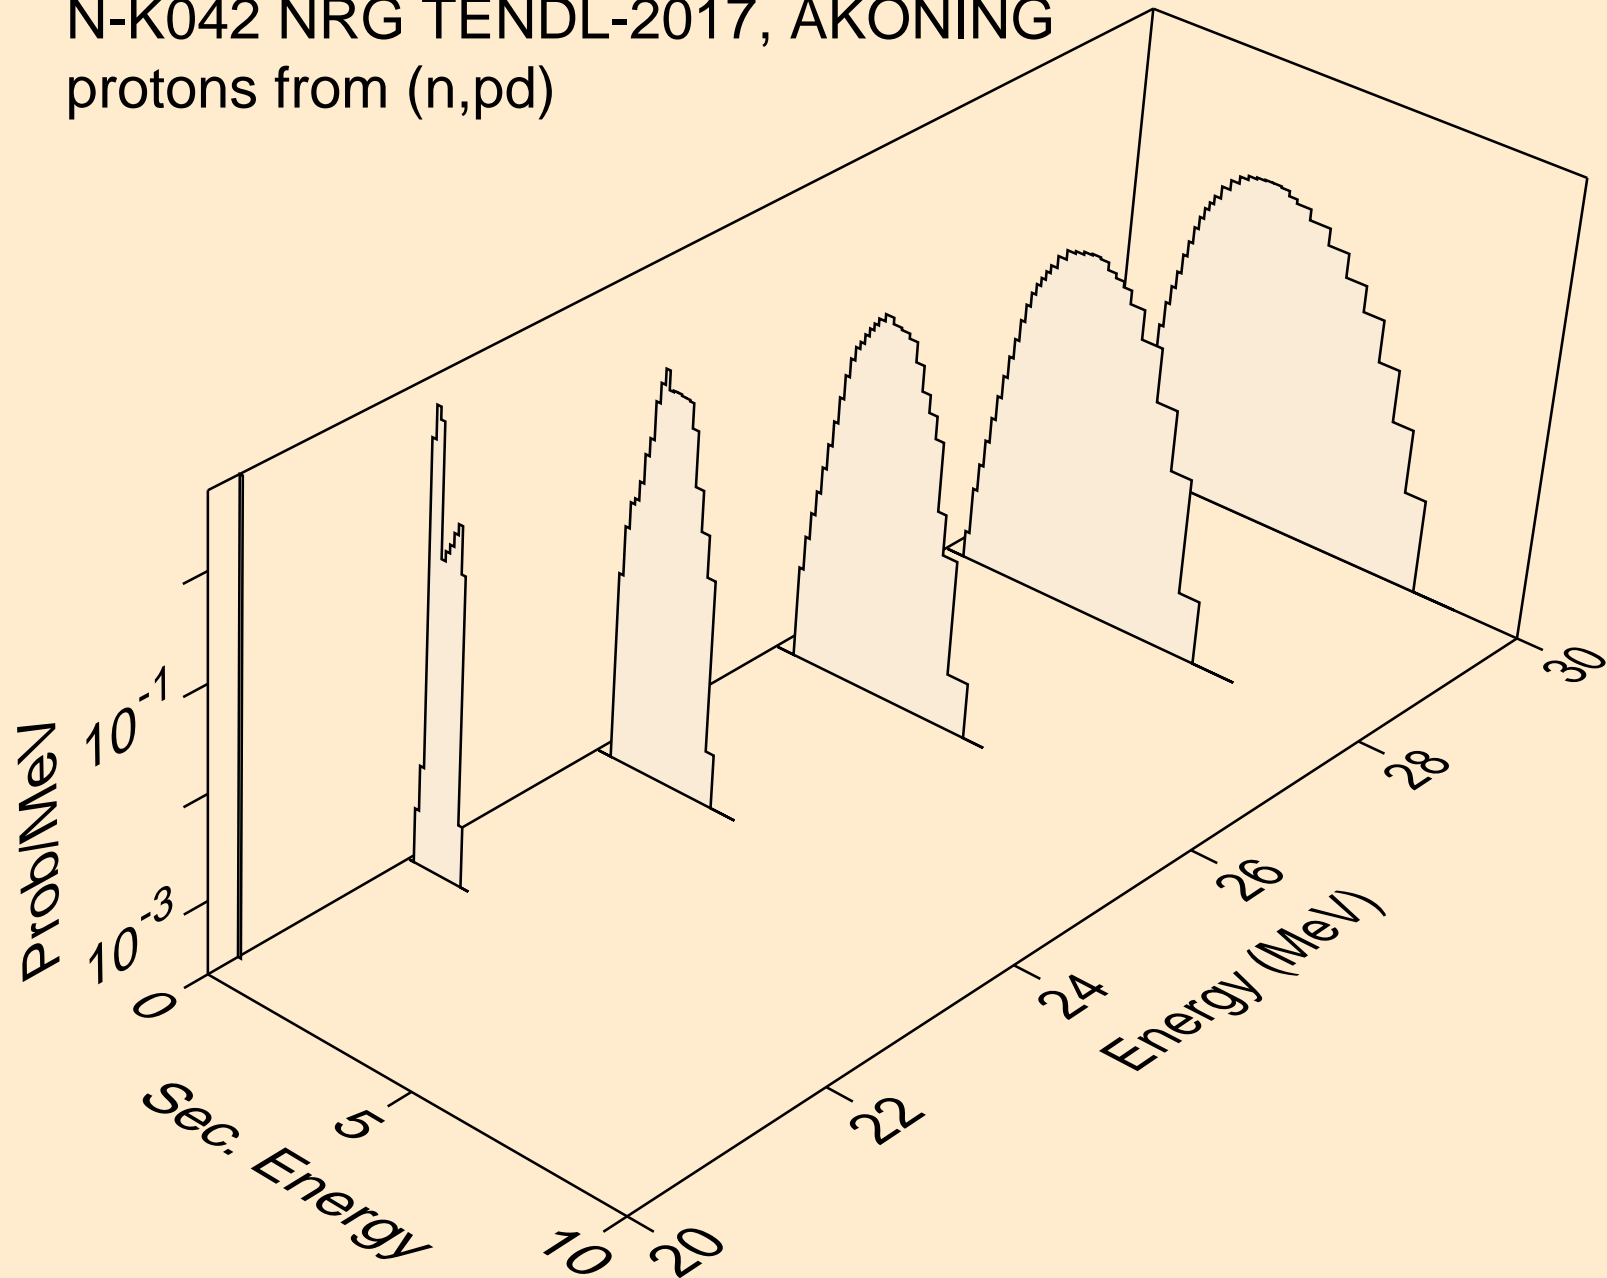 N-K042 NRG TENDL-2017, AKONING
protons from (n,pd)
Prob/MeV
10-1
10-3
0
5
10
Sec. Energy
20
22
24
26
28
30
Energy (MeV)